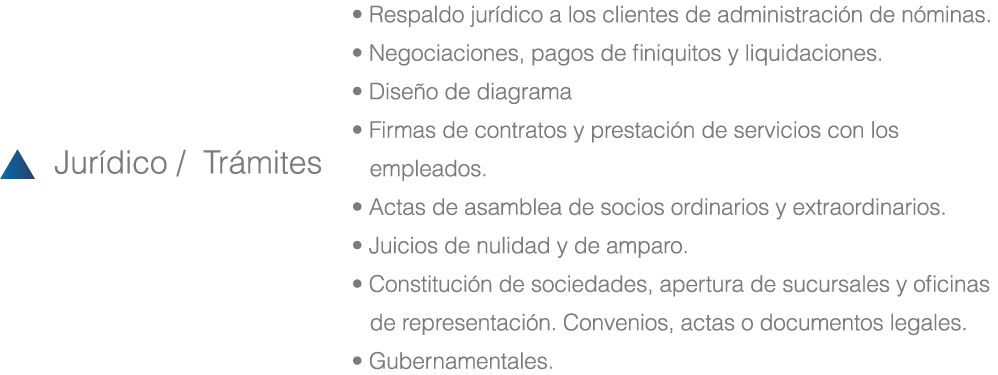 Jurídico / Trámites
• Respaldo jurídico a los clientes de administración de nóminas.
• Negociaciones, pagos de finiquitos y liquidaciones.
• Diseño de diagrama
• Firmas de contratos y prestación de servicios con los
empleados.
• Actas de asamblea de socios ordinarios y extraordinarios.
• Juicios de nulidad y de amparo.
• Constitución de sociedades, apertura de sucursales y oficinas
de representación. Convenios, actas o documentos legales.
• Gubernamentales.